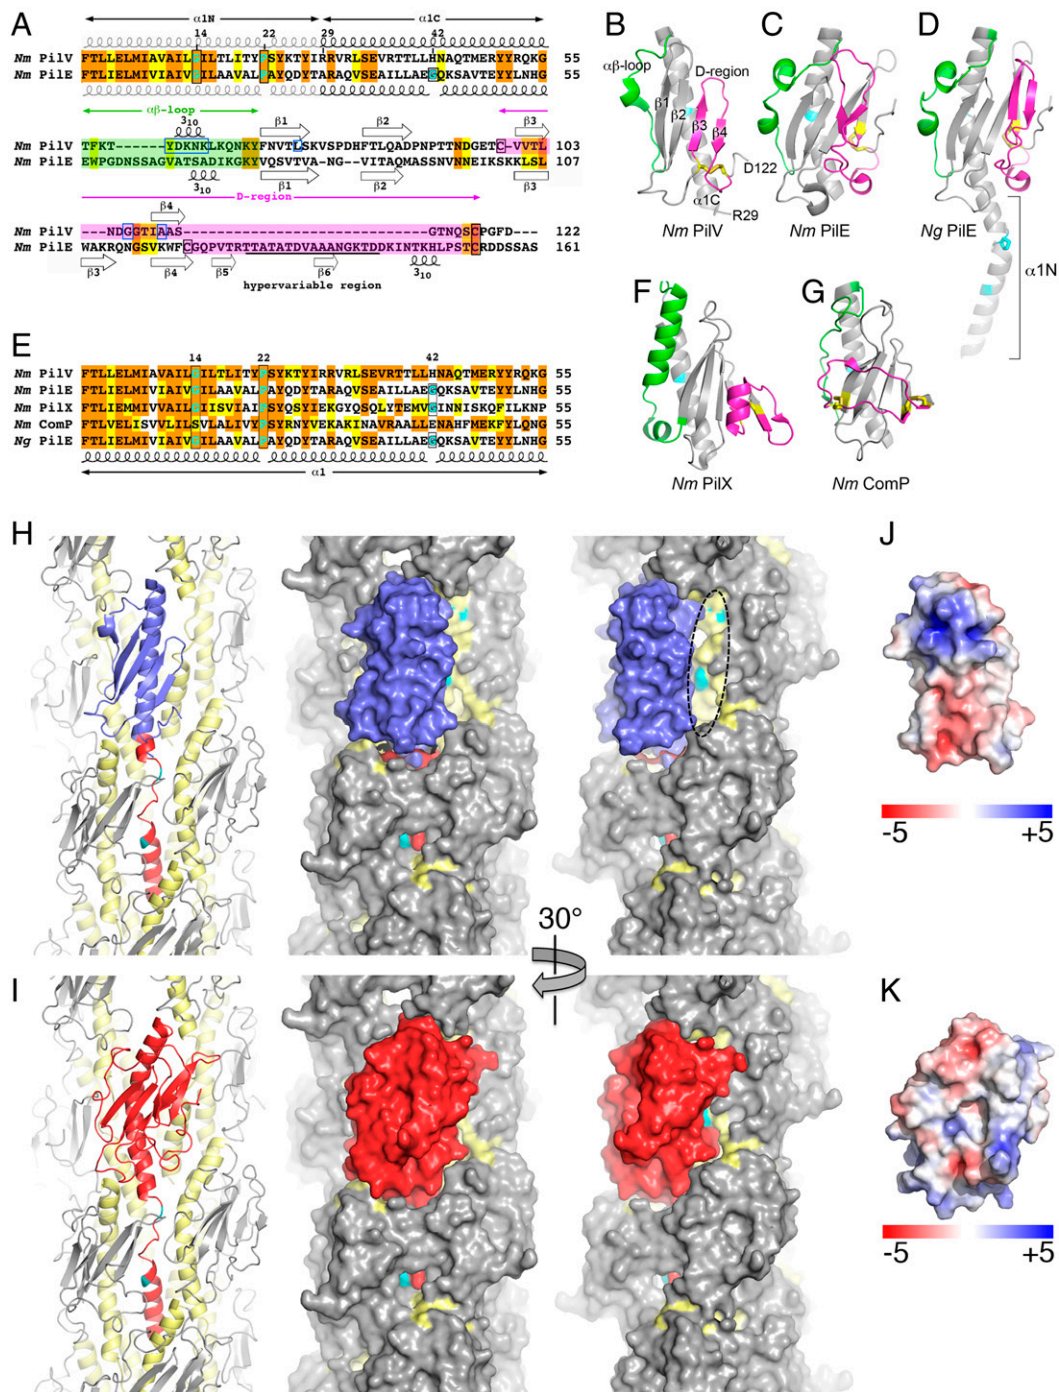 A
α1N α1C
14 22 29 42
Nm PilV FTLLELMIAVAILPILTLITYPSYKTYIRRVRLSEVRTTLLHNAQTMERYYRQKG 55
Nm PilE FTLIELMIVIAIVGILAAVALPAYQDYTARAQVSEAILLAEGQKSAVTEYYLNHG 55
αβ-loop
3₁₀ β1 β2 β3
Nm PilV TFKT------YDKNKLKQNKYFNVTLSKVSPDHFTLQADPNPTTNDGETCVVTL 103
Nm PilE EWPGDNSSAGVATSADIKGKYVQSVTVA-NG--VITAQMASSNVNNEIKSKKLSL 107
3₁₀ β1 β2 β3
D-region
β4
Nm PilV ---NDGGTIAAS-------------------------GTNQSCPGFD-- 122
Nm PilE WAKRQNGSVKWFCGQPVTRTTATATDVAAANGKTDDKINTKHLPSTCRDDSSAS 161
β3 β4 β5 β6 3₁₀
hypervariable region
B
αβ-loop
D-region
β1
β2
β3
β4
D122
α1C
R29
Nm PilV
C
Nm PilE
D
Ng PilE
α1N
E
14 22 42
Nm PilV FTLLELMIAVAILPILTLITYPSYKTYIRRVRLSEVRTTLLHNAQTMERYYRQKG 55
Nm PilE FTLIELMIVIAIVGILAAVALPAYQDYTARAQVSEAILLAEGQKSAVTEYYLNHG 55
Nm PilX FTLIEMMIVVAILGIISVIAIPSYQSYIEKGYQSQLYTEMVGINNISKQFILKNP 55
Nm ComP FTLVELISVVLILSVLALIVYPSYRNYVEKAKINAVRAALLENAHFMEKFYLQNG 55
Ng PilE FTLIELMIVIAIVGILAAVALPAYQDYTARAQVSEAILLAEGQKSAVTEYYLNHG 55
α1
F
Nm PilX
G
Nm ComP
H
J
-5 +5
30°
I
K
-5 +5